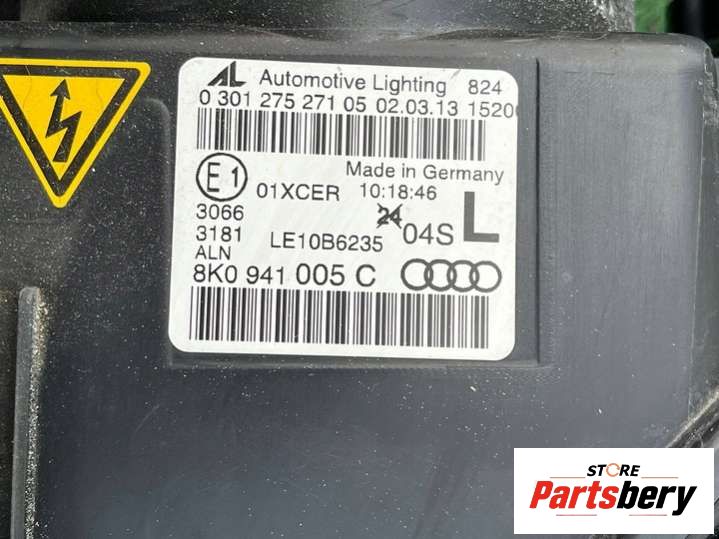 AL Automotive Lighting 824
0 301 275 271 05 02.03.13 1520
Made in Germany
E1 01XCER 10:18:46
3066 24 04S L
3181 LE10B6235
ALN
8K0 941 005 C
STORE
Partsbery